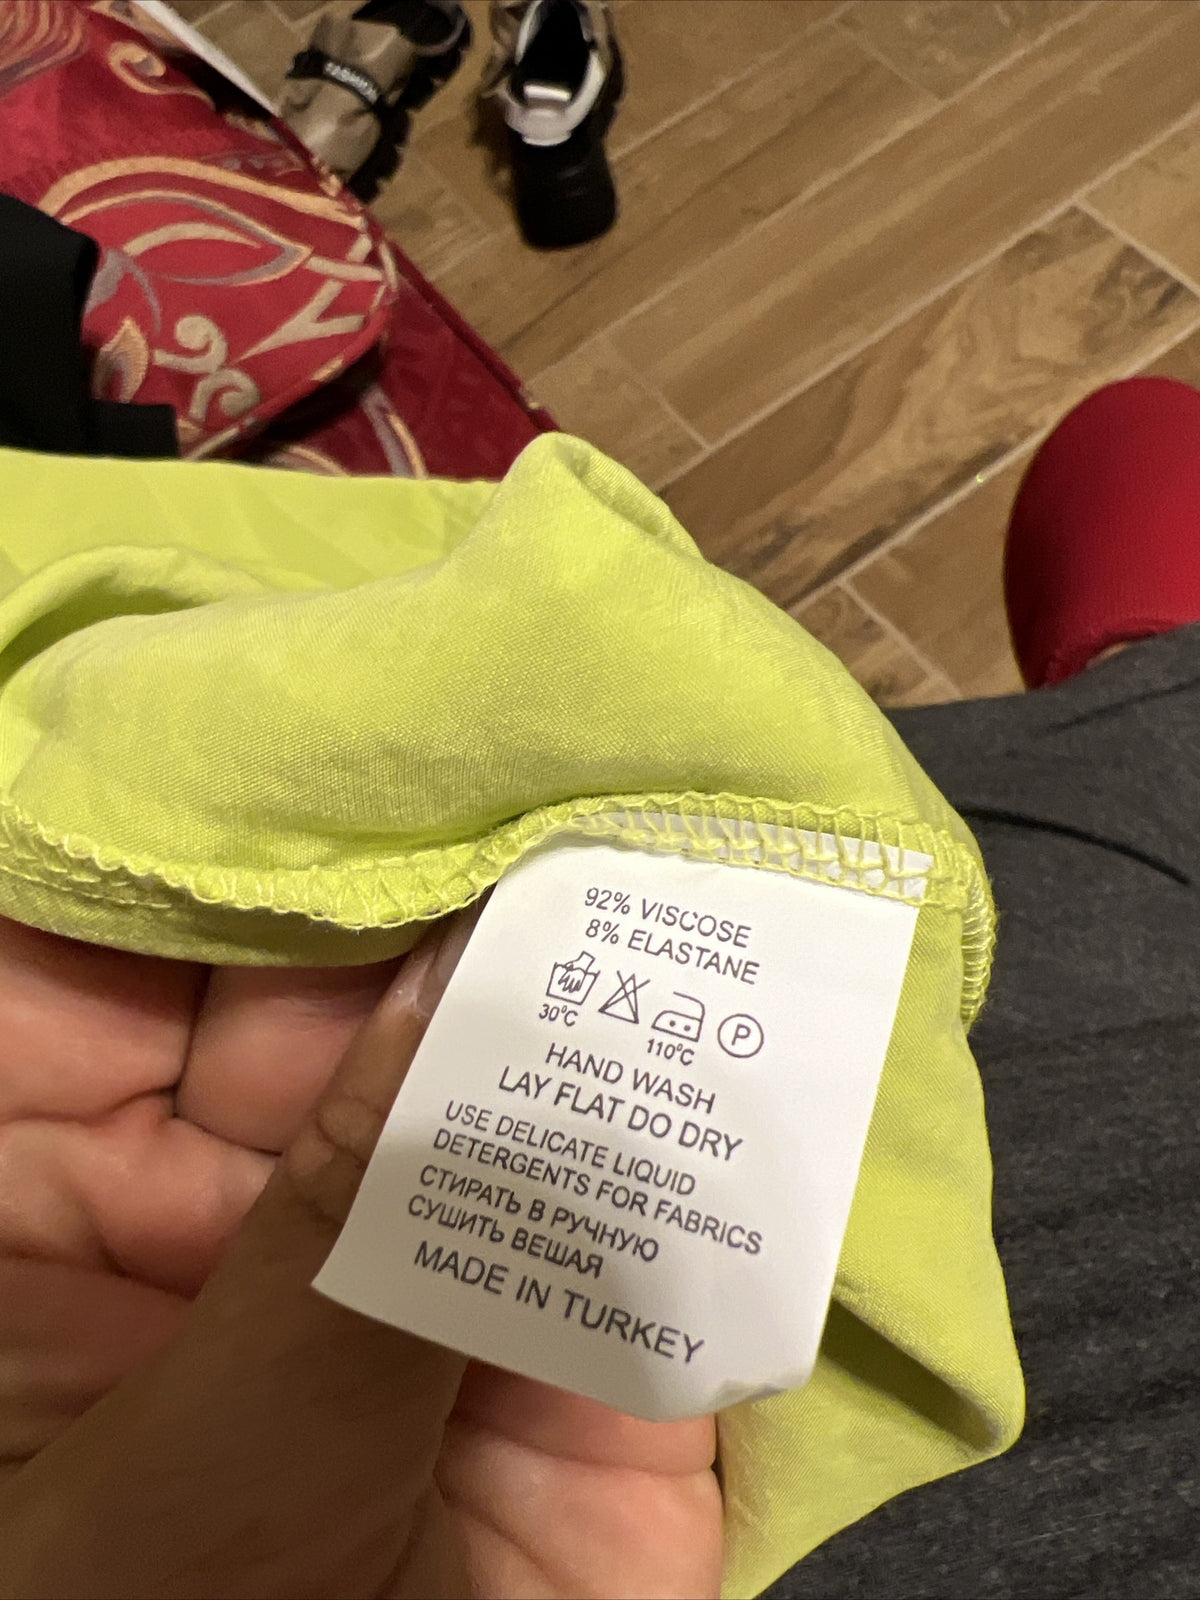 92% VISCOSE
8% ELASTANE
30°C
110°C
P
HAND WASH
LAY FLAT DO DRY
USE DELICATE LIQUID
DETERGENTS FOR FABRICS
СТИРАТЬ В РУЧНУЮ
СУШИТЬ ВЕШАЯ
MADE IN TURKEY